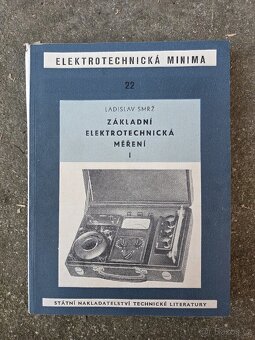 ELEKTROTECHNICKÁ MINIMA
22
LADISLAV SMRŽ
ZÁKLADNÍ
ELEKTROTECHNICKÁ
MĚŘENÍ
I
STÁTNÍ NAKLADATELSTVÍ TECHNICKÉ LITERATURY